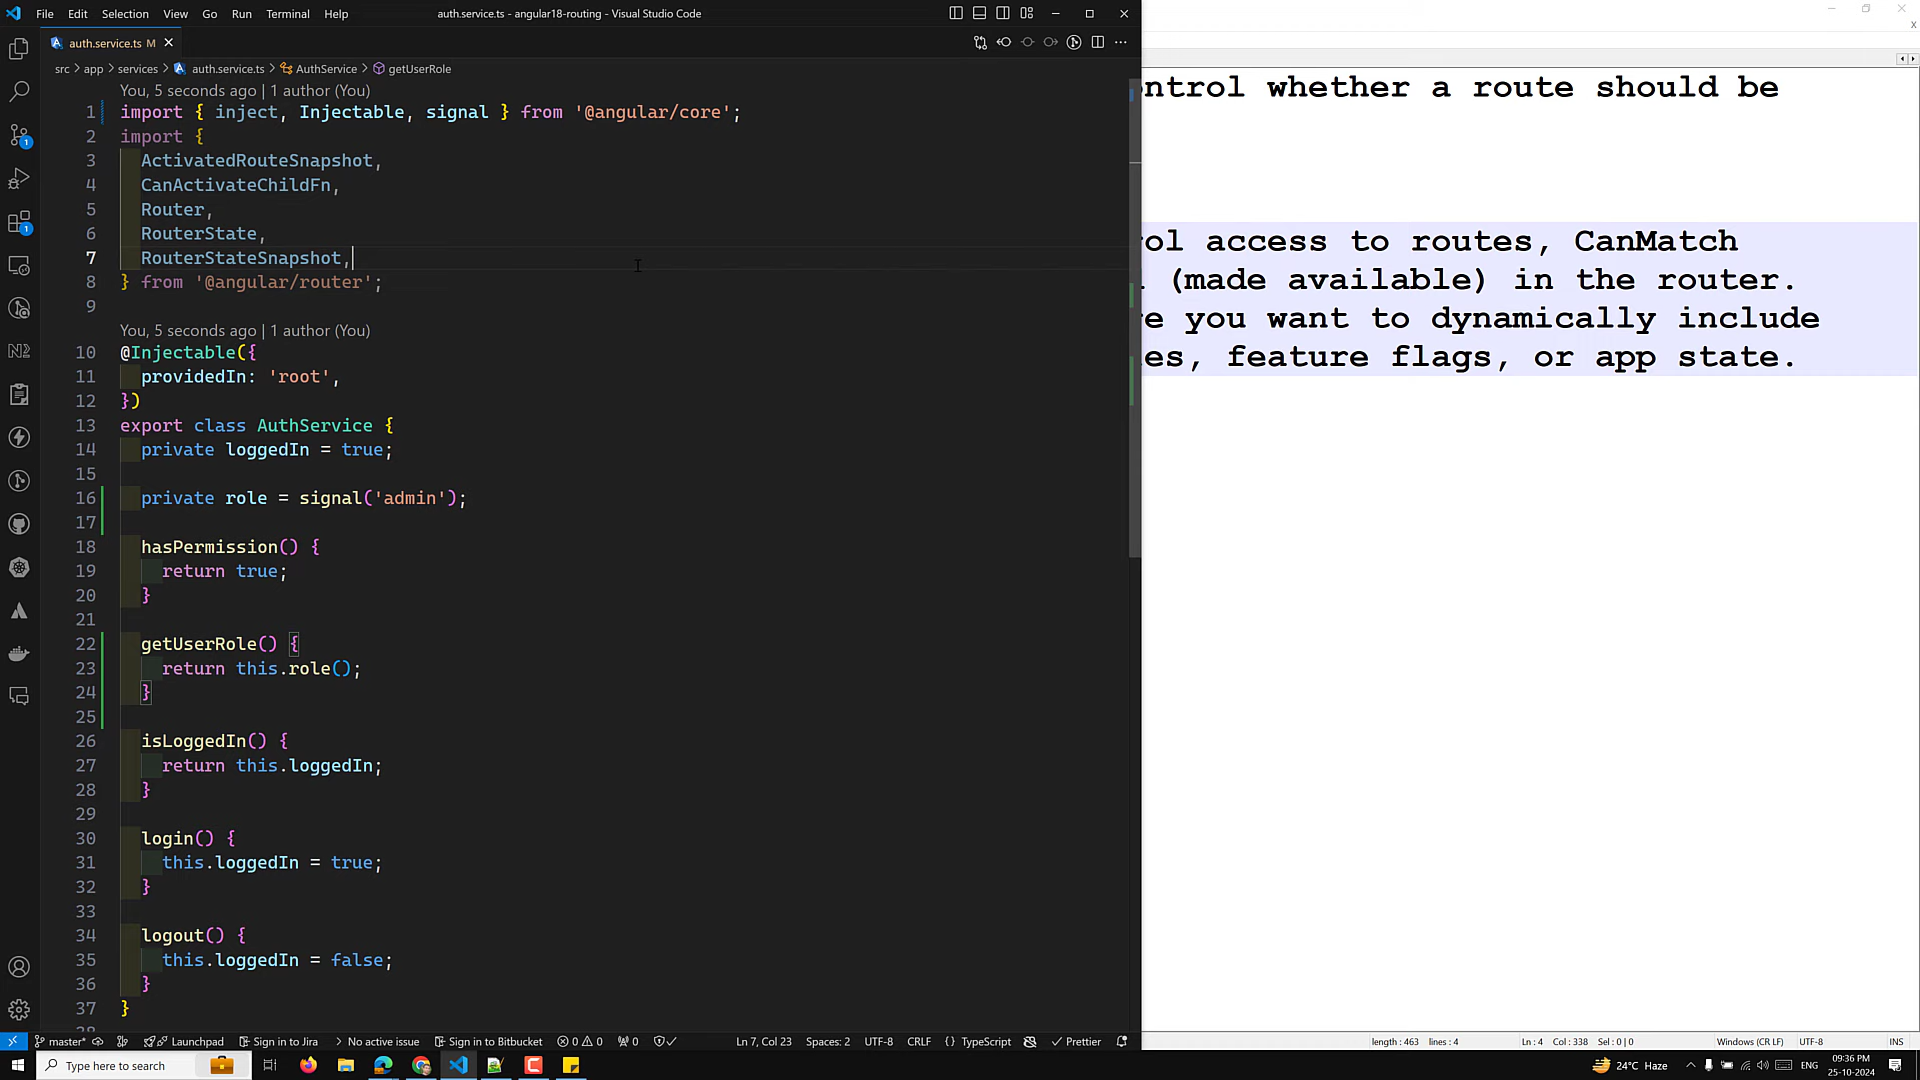 File Edit Selection View Go Run Terminal Help
auth.service.ts - angular18-routing - Visual Studio Code
auth.service.ts M
src > app > services > auth.service.ts > AuthService > getUserRole
You, 5 seconds ago | 1 author (You)
1 import { inject, Injectable, signal } from '@angular/core';
2 import {
3 ActivatedRouteSnapshot,
4 CanActivateChildFn,
5 Router,
6 RouterState,
7 RouterStateSnapshot,
8 } from '@angular/router';
9
You, 5 seconds ago | 1 author (You)
10 @Injectable({
11 providedIn: 'root',
12 })
13 export class AuthService {
14 private loggedIn = true;
15
16 private role = signal('admin');
17
18 hasPermission() {
19 return true;
20 }
21
22 getUserRole() {
23 return this.role();
24 }
25
26 isLoggedIn() {
27 return this.loggedIn;
28 }
29
30 login() {
31 this.loggedIn = true;
32 }
33
34 logout() {
35 this.loggedIn = false;
36 }
37 }
ntrol whether a route should be
ol access to routes, CanMatch
(made available) in the router.
e you want to dynamically include
es, feature flags, or app state.
master* Launchpad Sign in to Jira No active issue Sign in to Bitbucket 0 0 0 Ln 7, Col 23 Spaces: 2 UTF-8 CRLF {} TypeScript Prettier
length : 463 lines : 4 Ln : 4 Col : 338 Sel : 0 | 0 Windows (CR LF) UTF-8 INS
Type here to search
24°C Haze
ENG
09:36 PM
25-10-2024